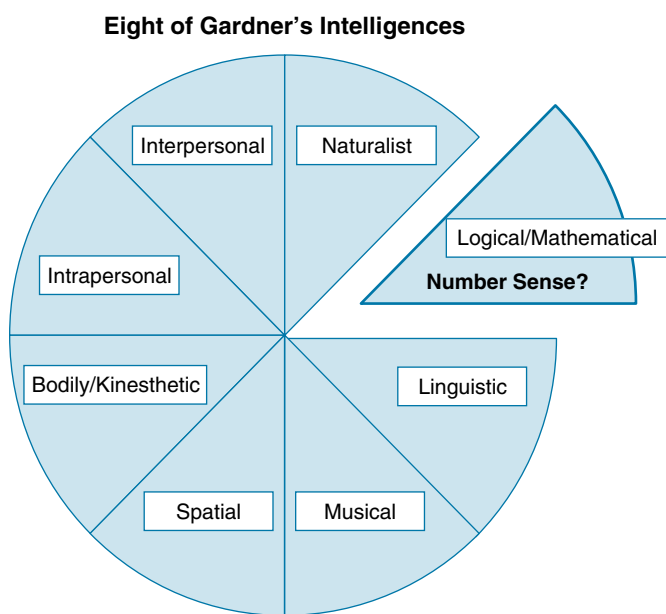 Eight of Gardner's Intelligences
Interpersonal
Naturalist
Logical/Mathematical
Number Sense?
Intrapersonal
Bodily/Kinesthetic
Linguistic
Spatial
Musical